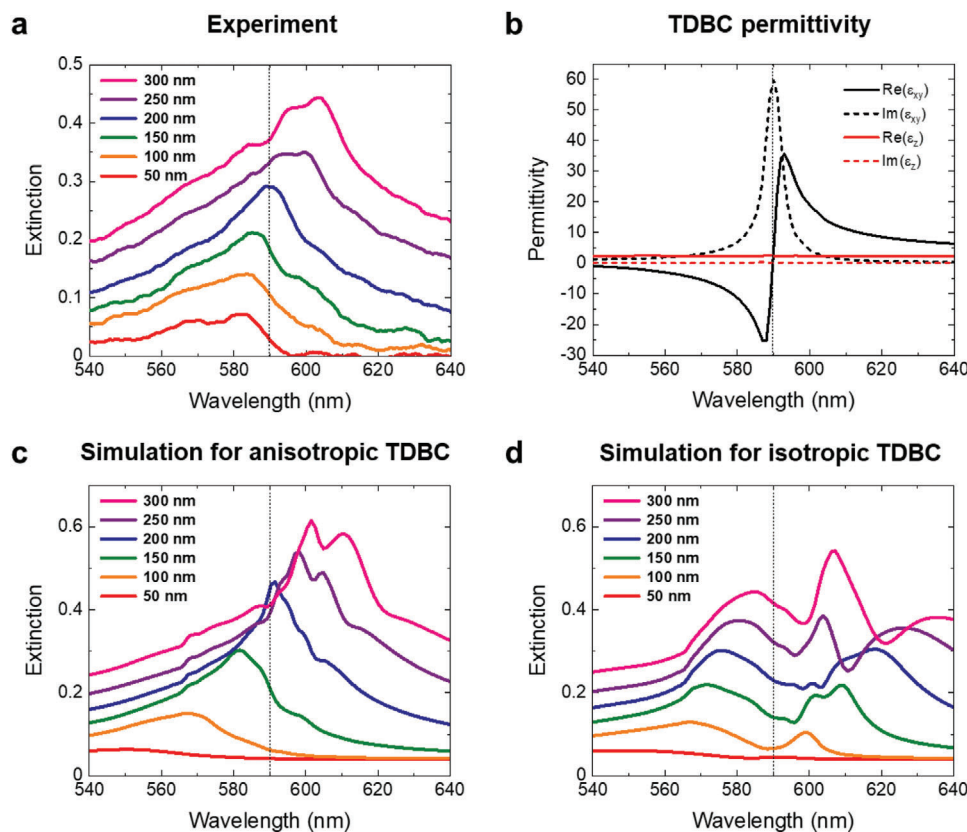 a
Experiment
Extinction
0.5
0.4
0.3
0.2
0.1
0
300 nm
250 nm
200 nm
150 nm
100 nm
50 nm
540 560 580 600 620 640
Wavelength (nm)
b
TDBC permittivity
Permittivity
60
50
40
30
20
10
0
-10
-20
-30
Re(εxy)
Im(εxy)
Re(εz)
Im(εz)
540 560 580 600 620 640
Wavelength (nm)
c
Simulation for anisotropic TDBC
Extinction
0.6
0.4
0.2
0
300 nm
250 nm
200 nm
150 nm
100 nm
50 nm
540 560 580 600 620 640
Wavelength (nm)
d
Simulation for isotropic TDBC
Extinction
0.6
0.4
0.2
0
300 nm
250 nm
200 nm
150 nm
100 nm
50 nm
540 560 580 600 620 640
Wavelength (nm)